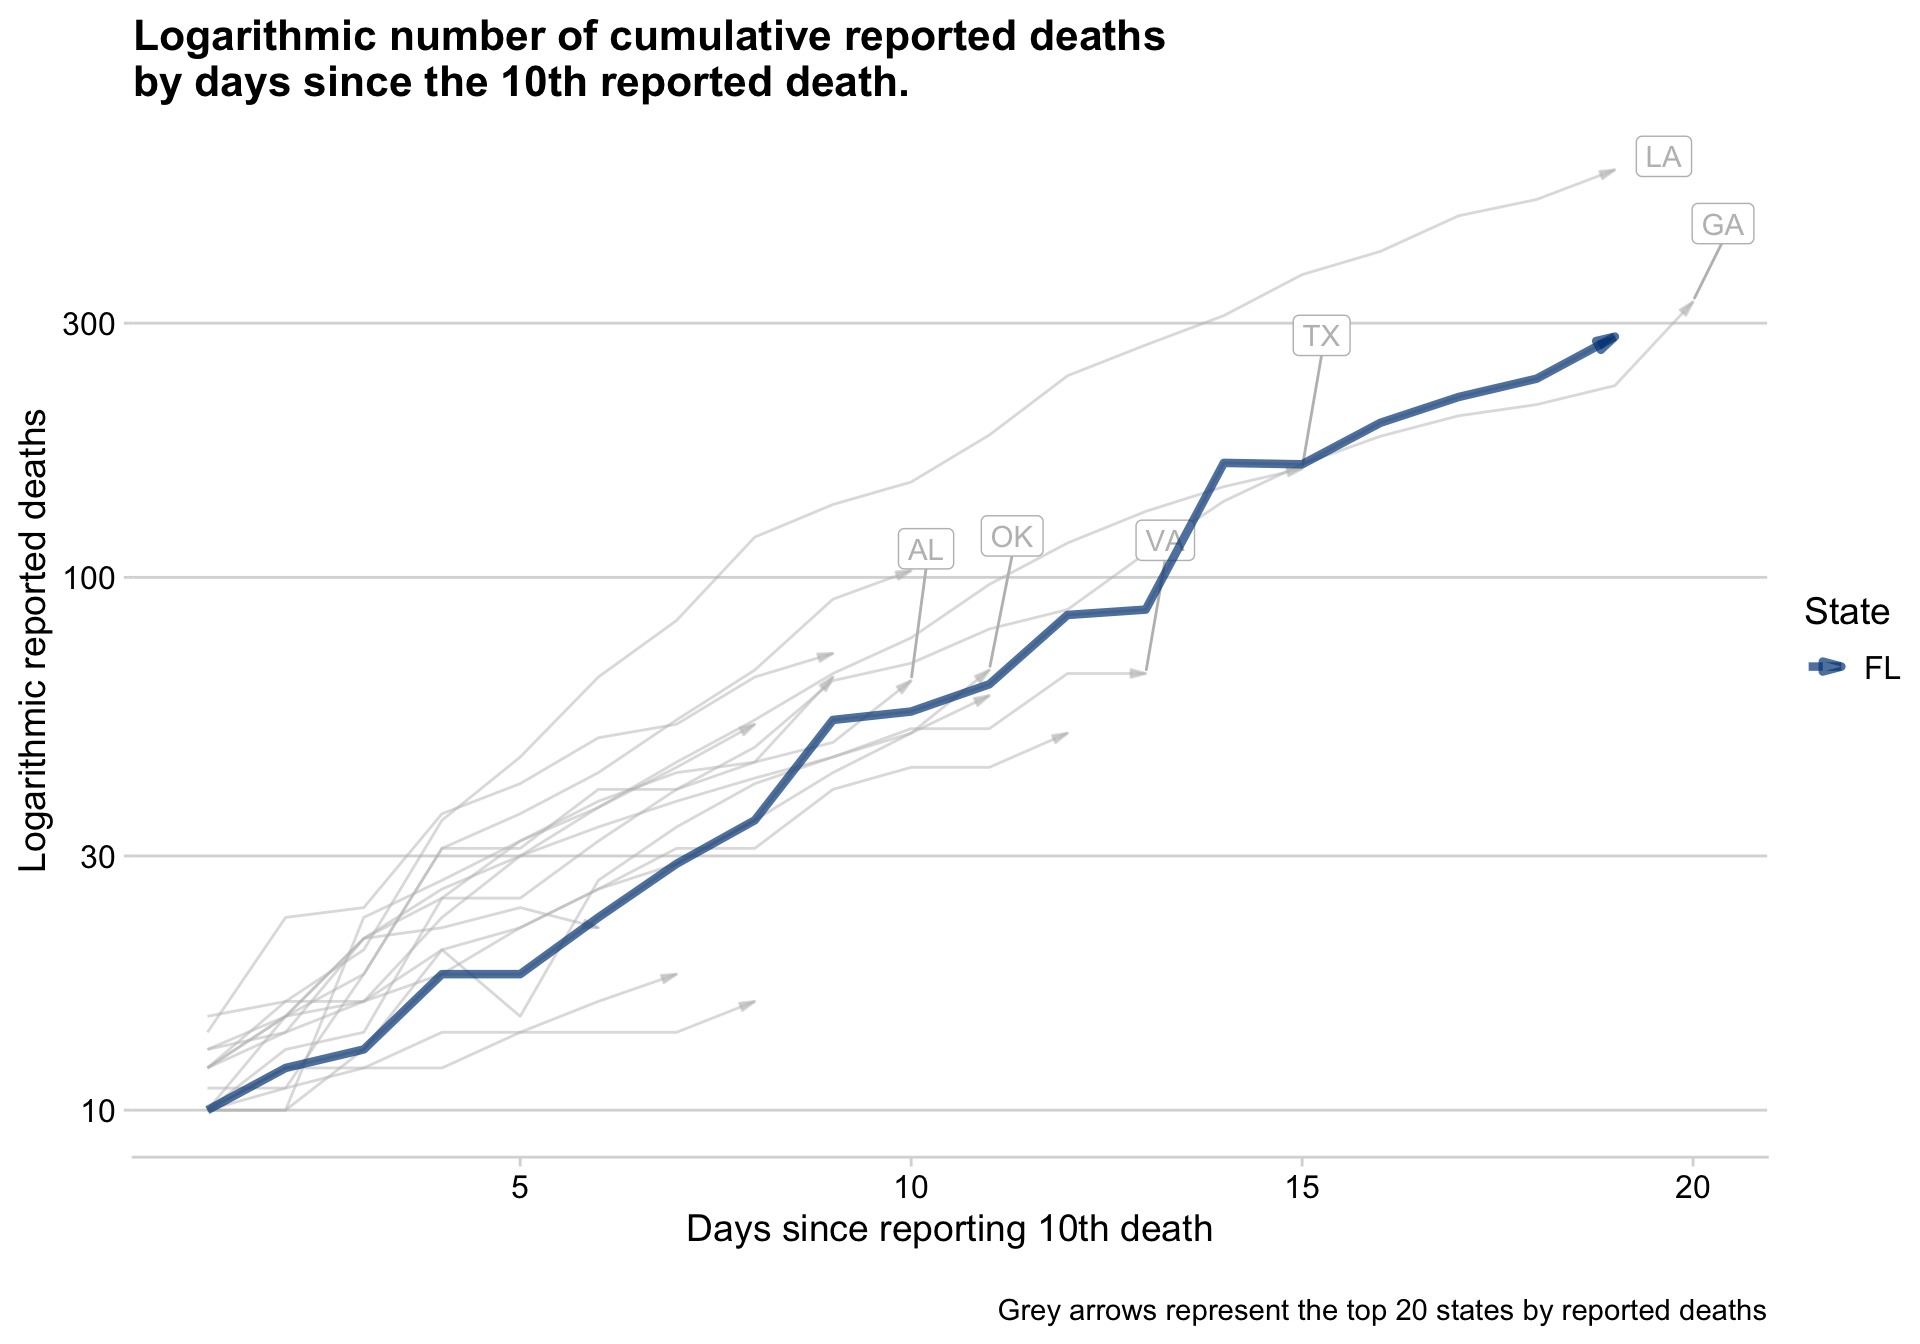 Logarithmic number of cumulative reported deaths
by days since the 10th reported death.
LA
GA
300
TX
Logarithmic reported deaths
OK
AL
VA
100
State
FL
30
10
5
10
15
20
Days since reporting 10th death
Grey arrows represent the top 20 states by reported deaths